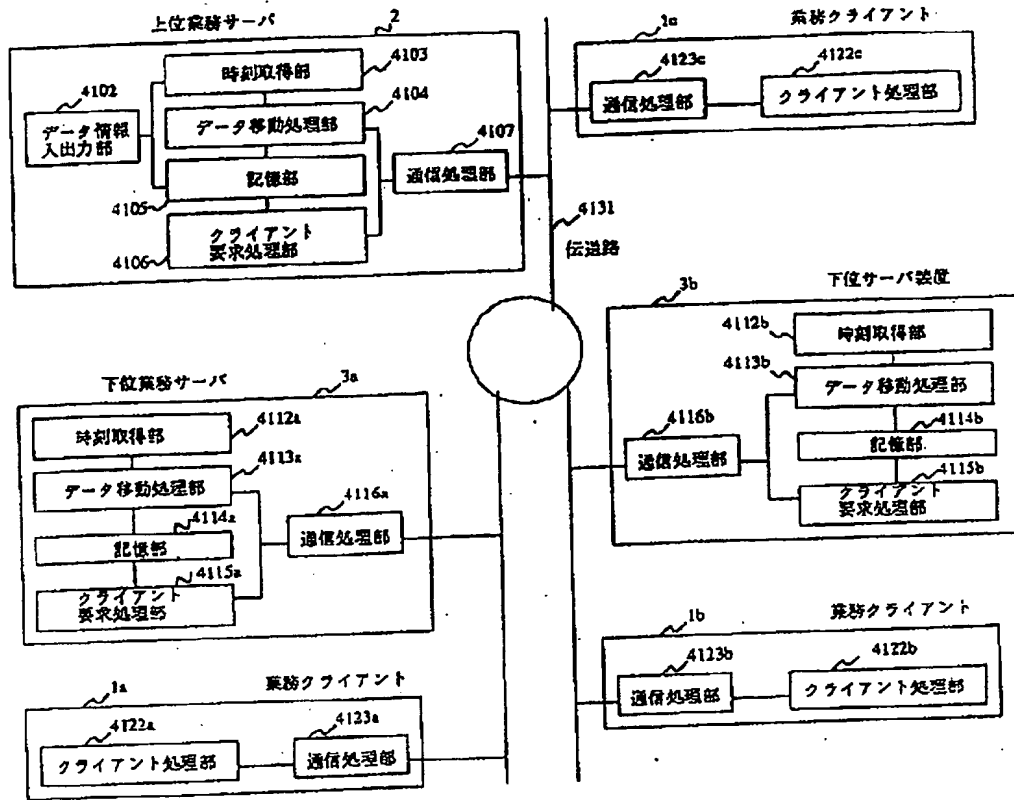 上位業務サーバ
2
4102
データ情報
入出力部
4103
時刻取得部
4104
データ移動処理部
4105
記憶部
4106
クライアント
要求処理部
4107
通信処理部
業務クライアント
1c
4123c
通信処理部
4122c
クライアント処理部
4131
伝道路
下位サーバ装置
3b
4112b
時刻取得部
4113b
データ移動処理部
4116b
通信処理部
4114b
記憶部
4115b
クライアント
要求処理部
下位業務サーバ
3a
4112a
時刻取得部
4113a
データ移動処理部
4114a
記憶部
4115a
クライアント
要求処理部
4116a
通信処理部
業務クライアント
1b
4123b
通信処理部
4122b
クライアント処理部
業務クライアント
1a
4122a
クライアント処理部
4123a
通信処理部